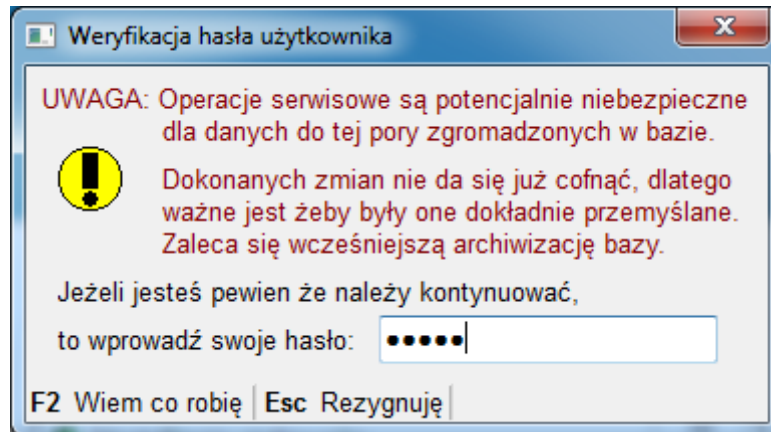 Weryfikacja hasła użytkownika
UWAGA: Operacje serwisowe są potencjalnie niebezpieczne
dla danych do tej pory zgromadzonych w bazie.
Dokonanych zmian nie da się już cofnąć, dlatego
ważne jest żeby były one dokładnie przemyślane.
Zaleca się wcześniejszą archiwizację bazy.
Jeżeli jesteś pewien że należy kontynuować,
to wprowadź swoje hasło: •••••
F2 Wiem co robię Esc Rezygnuję